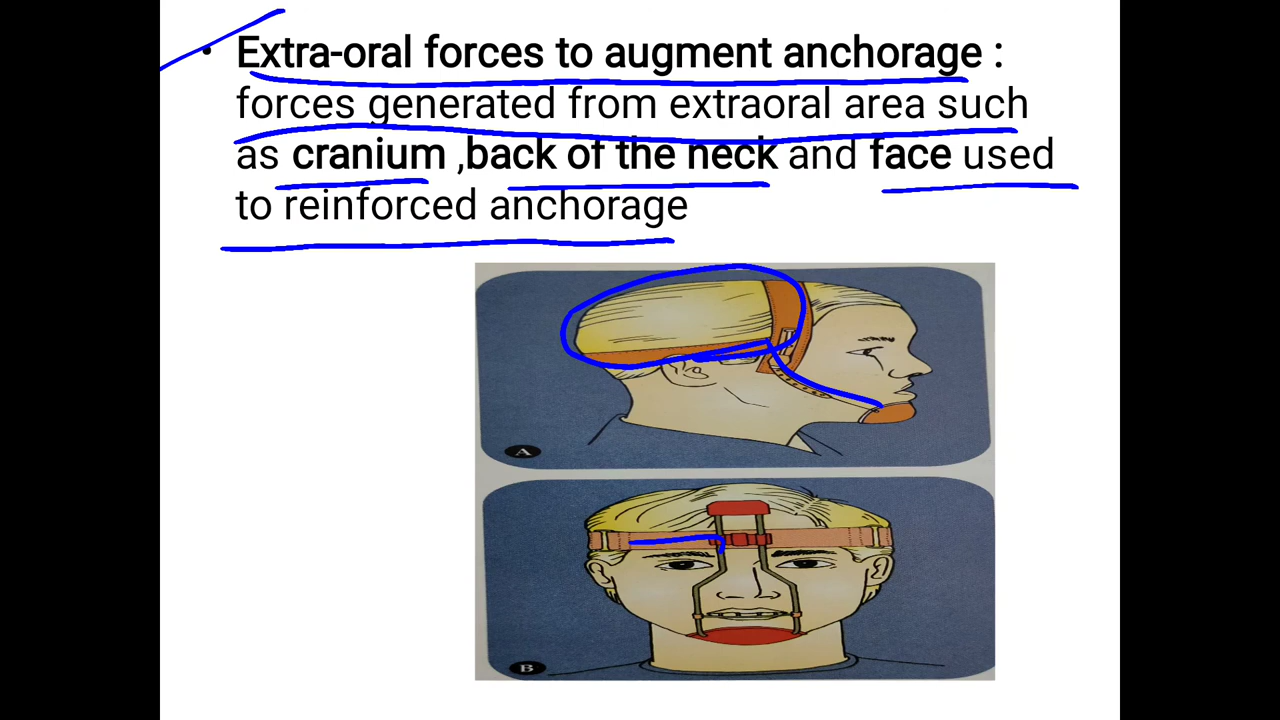 • Extra-oral forces to augment anchorage :
forces generated from extraoral area such
as cranium ,back of the neck and face used
to reinforced anchorage
A
B